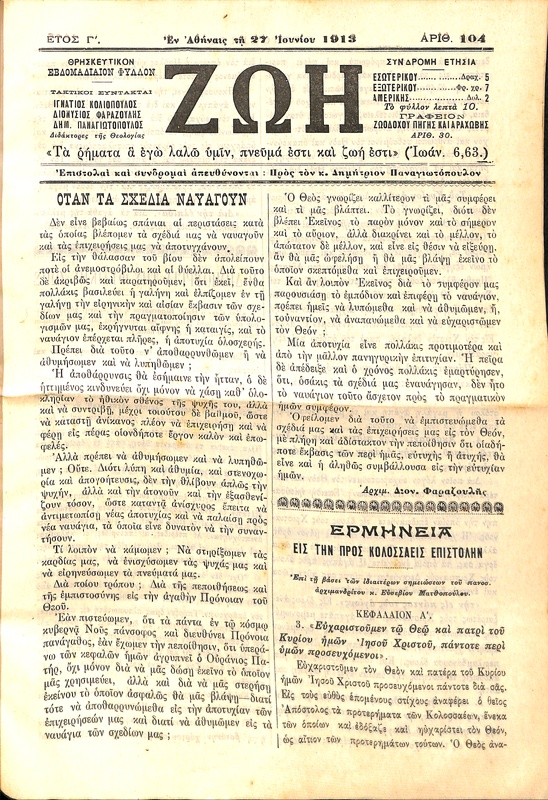 ΕΤΟΣ Γʹ.
Ἐν Ἀθήναις τῇ 27 Ἰουνίου 1913
ΑΡΙΘ. 104
ΘΡΗΣΚΕΥΤΙΚΟΝ
ΕΒΔΟΜΑΔΙΑΙΟΝ ΦΥΛΛΟΝ
ΤΑΚΤΙΚΟΙ ΣΥΝΤΑΚΤΑΙ
ΙΓΝΑΤΙΟΣ ΚΟΛΙΟΠΟΥΛΟΣ
ΔΙΟΝΥΣΙΟΣ ΦΑΡΑΖΟΥΛΗΣ
ΔΗΜ. ΠΑΝΑΓΙΩΤΟΠΟΥΛΟΣ
Διδάκτορες τῆς Θεολογίας
ΖΩΗ
ΣΥΝΔΡΟΜΗ ΕΤΗΣΙΑ
ΕΣΩΤΕΡΙΚΟΥ........Δραχ. 5
ΕΞΩΤΕΡΙΚΟΥ........Φρ. χρ. 7
ΑΜΕΡΙΚΗΣ..........Δολ. 2
Τὸ φύλλον λεπτὰ 10.
ΓΡΑΦΕΙΟΝ
ΖΩΟΔΟΧΟΥ ΠΗΓΗΣ ΚΑΙ ΑΡΑΧΩΒΗΣ
ΑΡΙΘ. 30.
«Τὰ ῥήματα ἃ ἐγὼ λαλῶ ὑμῖν, πνεῦμά ἐστι καὶ ζωή ἐστι» (Ἰωάν. 6,63.)
Ἐπιστολαὶ καὶ συνδρομαὶ ἀπευθύνονται: Πρὸς τὸν κ. Δημήτριον Παναγιωτόπουλον
ΟΤΑΝ ΤΑ ΣΧΕΔΙΑ ΝΑΥΑΓΟΥΝ
Δὲν εἶνε βεβαίως σπάνιαι αἱ περιστάσεις κατὰ
τὰς ὁποίας βλέπομεν τὰ σχέδιά μας νὰ ναυαγοῦν
καὶ τὰς ἐπιχειρήσεις μας νὰ ἀποτυγχάνουν.
Εἰς τὴν θάλασσαν τοῦ βίου δὲν ἀπολείπουν
ποτὲ οἱ ἀνεμοστρόβιλοι καὶ αἱ θύελλαι. Διὰ τοῦτο
δὲ ἀκριβῶς καὶ παρατηροῦμεν, ὅτι ἐκεῖ, ἔνθα
πολλάκις βασιλεύει ἡ γαλήνη καὶ ἐλπίζομεν ἐν τῇ
γαλήνῃ τὴν εἰρηνικὴν καὶ αἰσίαν ἔκβασιν τῶν σχε-
δίων μας καὶ τὴν πραγματοποίησιν τῶν ὑπολο-
γισμῶν μας, ἐκρήγνυται αἴφνης ἡ καταιγίς, καὶ τὸ
ναυάγιον ἐπέρχεται πλῆρες, ἡ ἀποτυχία ὁλοσχερής.
Πρέπει διὰ τοῦτο ν' ἀποθαρρυνθῶμεν ἢ νὰ
ἀθυμήσωμεν καὶ νὰ λυπηθῶμεν;
Ἡ ἀποθάρρυνσις θὰ ἐσήμαινε τὴν ἧτταν, ὁ δὲ
ἡττημένος κινδυνεύει ὄχι μόνον νὰ χάσῃ καθ' ὁλο-
κληρίαν τὸ ἠθικὸν σθένος τῆς ψυχῆς του, ἀλλὰ
καὶ νὰ συντριβῇ, μέχρι τοιούτου δὲ βαθμοῦ, ὥστε
νὰ καταστῇ ἀνίκανος πλέον νὰ ἐπιχειρήσῃ καὶ νὰ
φέρῃ εἰς πέρας οἱονδήποτε ἔργον καλὸν καὶ ἐπω-
φελές.
Ἀλλὰ πρέπει νὰ ἀθυμήσωμεν καὶ νὰ λυπηθῶ-
μεν; Οὔτε. Διότι λύπη καὶ ἀθυμία, καὶ στενοχω-
ρία καὶ ἀπογοήτευσις, δὲν τὴν θλίβουν ἁπλῶς τὴν
ψυχήν, ἀλλὰ καὶ τὴν ἀτονοῦν καὶ τὴν ἐξασθενί-
ζουν τόσον, ὥστε καταντᾷ ἀνίσχυρος ἔπειτα νὰ
ἀντιμετωπίσῃ νέας ἀποτυχίας καὶ νὰ παλαίσῃ πρὸς
νέα ναυάγια, τὰ ὁποῖα εἶνε δυνατὸν νὰ τὴν συναν-
τήσουν.
Τί λοιπὸν νὰ κάμωμεν; Νὰ στηρίξωμεν τὰς
καρδίας μας, νὰ ἐνισχύσωμεν τὰς ψυχάς μας καὶ
νὰ εἰρηνεύσωμεν τὰ πνεύματά μας.
Διὰ ποίου τρόπου; Διὰ τῆς πεποιθήσεως καὶ
τῆς ἐμπιστοσύνης εἰς τὴν ἀγαθὴν Πρόνοιαν τοῦ
Θεοῦ.
Ἐὰν πιστεύωμεν, ὅτι τὰ πάντα ἐν τῷ κόσμῳ
κυβερνᾷ Νοῦς πάνσοφος καὶ διευθύνει Πρόνοια
πανάγαθος, ἐὰν ἔχωμεν τὴν πεποίθησιν, ὅτι ὑπερά-
νω τῶν κεφαλῶν ἡμῶν ἀγρυπνεῖ ὁ Οὐράνιος Πα-
τήρ, ὄχι μόνον διὰ νὰ μᾶς δώσῃ ἐκεῖνο τὸ ὁποῖον
μᾶς χρησιμεύει, ἀλλὰ καὶ διὰ νὰ μᾶς στερήσῃ
ἐκείνου τὸ ὁποῖον ἀσφαλῶς θὰ μᾶς βλάψῃ—διατί
τότε νὰ ἀποθαρρυνώμεθα εἰς τὴν ἀποτυχίαν τῶν
ἐπιχειρήσεών μας καὶ διατί νὰ ἀθυμῶμεν εἰς τὰ
ναυάγια τῶν σχεδίων μας;
Ὁ Θεὸς γνωρίζει καλλίτερον τί μᾶς συμφέρει
καὶ τί μᾶς βλάπτει. Τὸ γνωρίζει, διότι δὲν
βλέπει Ἐκεῖνος τὸ παρὸν μόνον καὶ τὸ σήμερον
καὶ τὸ αὔριον, ἀλλὰ διακρίνει καὶ τὸ μέλλον, τὸ
ἀπώτατον δὲ μέλλον, καὶ εἶνε εἰς θέσιν νὰ εἰξεύρῃ,
ἂν θὰ μᾶς ὠφελήσῃ ἢ θὰ μᾶς βλάψῃ ἐκεῖνο τὸ
ὁποῖον σκεπτόμεθα καὶ ἐπιχειροῦμεν.
Καὶ ἂν λοιπὸν Ἐκεῖνος διὰ τὸ συμφέρον μας
παρουσιάσῃ τὸ ἐμπόδιον καὶ ἐπιφέρῃ τὸ ναυάγιον,
πρέπει ἡμεῖς νὰ λυπώμεθα καὶ νὰ ἀθυμῶμεν, ἤ,
τοὐναντίον, νὰ ἀναπαυώμεθα καὶ νὰ εὐχαριστῶμεν
τὸν Θεόν;
Μία ἀποτυχία εἶνε πολλάκις προτιμοτέρα καὶ
ἀπὸ τὴν μᾶλλον πανηγυρικὴν ἐπιτυχίαν. Ἡ πεῖρα
δὲ ἀπέδειξε καὶ ὁ χρόνος πολλάκις ἐμαρτύρησεν,
ὅτι, ὁσάκις τὰ σχέδιά μας ἐναυάγησαν, δὲν ἦτο
τὸ ναυάγιον τοῦτο ἄσχετον πρὸς τὸ πραγματικὸν
ἡμῶν συμφέρον.
Ὀφείλομεν διὰ τοῦτο νὰ ἐμπιστευώμεθα τὰ
σχέδιά μας καὶ τὰς ἐπιχειρήσεις μας εἰς τὸν Θεόν,
μὲ πλήρη καὶ ἀδίστακτον τὴν πεποίθησιν ὅτι οἱαδή-
ποτε ἔκβασις τῶν περὶ ἡμᾶς, εὐτυχὴς ἢ ἀτυχής, θὰ
εἶνε καὶ ἡ ἀληθῶς συμβάλλουσα εἰς τὴν εὐτυχίαν
ἡμῶν.
Ἀρχιμ. Διον. Φαραζουλῆς
ΕΡΜΗΝΕΙΑ
ΕΙΣ ΤΗΝ ΠΡΟΣ ΚΟΛΟΣΣΑΕΙΣ ΕΠΙΣΤΟΛΗΝ
Ἐπὶ τῇ βάσει τῶν ἰδιαιτέρων σημειώσεων τοῦ πανοσ.
ἀρχιμανδρίτου κ. Εὐσεβίου Ματθοπούλου.
ΚΕΦΑΛΑΙΟΝ Αʹ.
3. «Εὐχαριστοῦμεν τῷ Θεῷ καὶ πατρὶ τοῦ
Κυρίου ἡμῶν Ἰησοῦ Χριστοῦ, πάντοτε περὶ
ὑμῶν προσευχόμενοι».
Εὐχαριστοῦμεν τὸν Θεὸν καὶ πατέρα τοῦ Κυρίου
ἡμῶν Ἰησοῦ Χριστοῦ προσευχόμενοι πάντοτε διὰ σᾶς.
Εἰς τοὺς εὐθὺς ἑπομένους στίχους ἀναφέρει ὁ θεῖος
Ἀπόστολος τὰ προτερήματα τῶν Κολοσσαέων, ἕνεκα
τῶν ὁποίων καὶ ἐδόξαζε καὶ ηὐχαρίστει τὸν Θεόν,
ὡς αἴτιον τῶν προτερημάτων τούτων. Ὁ Θεὸς ἀνα-